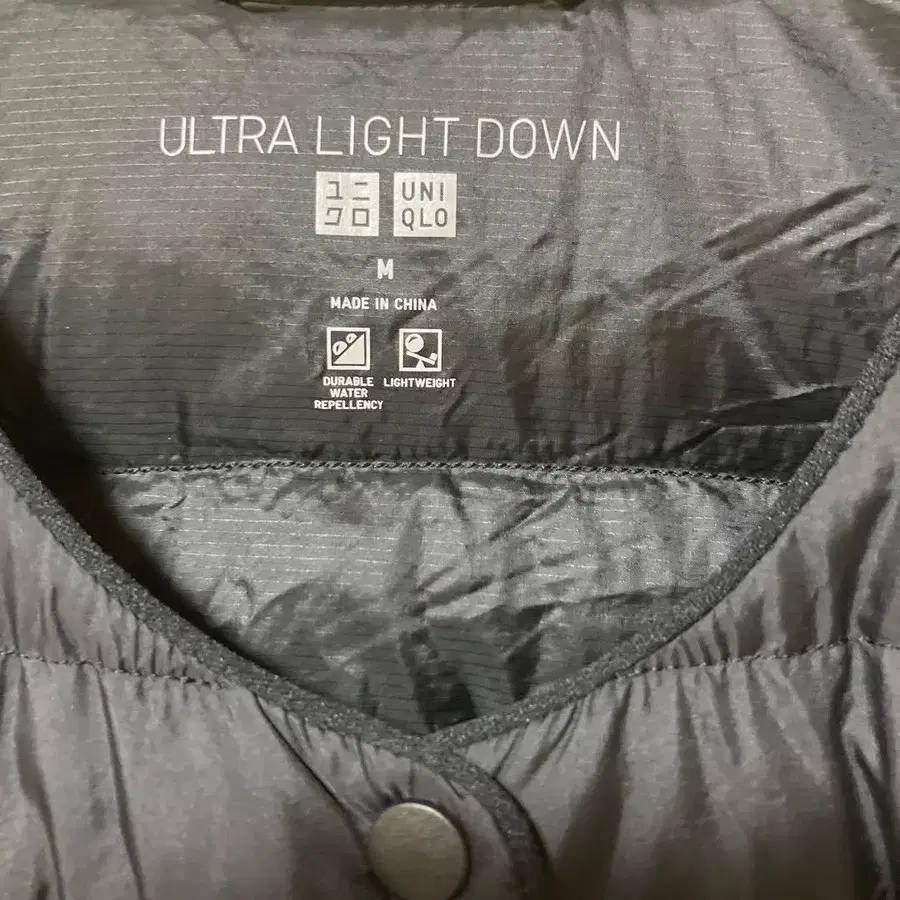 ULTRA LIGHT DOWN
ユニ UNI
クロ QLO
M
MADE IN CHINA
DURABLE WATER REPELLENCY
LIGHTWEIGHT